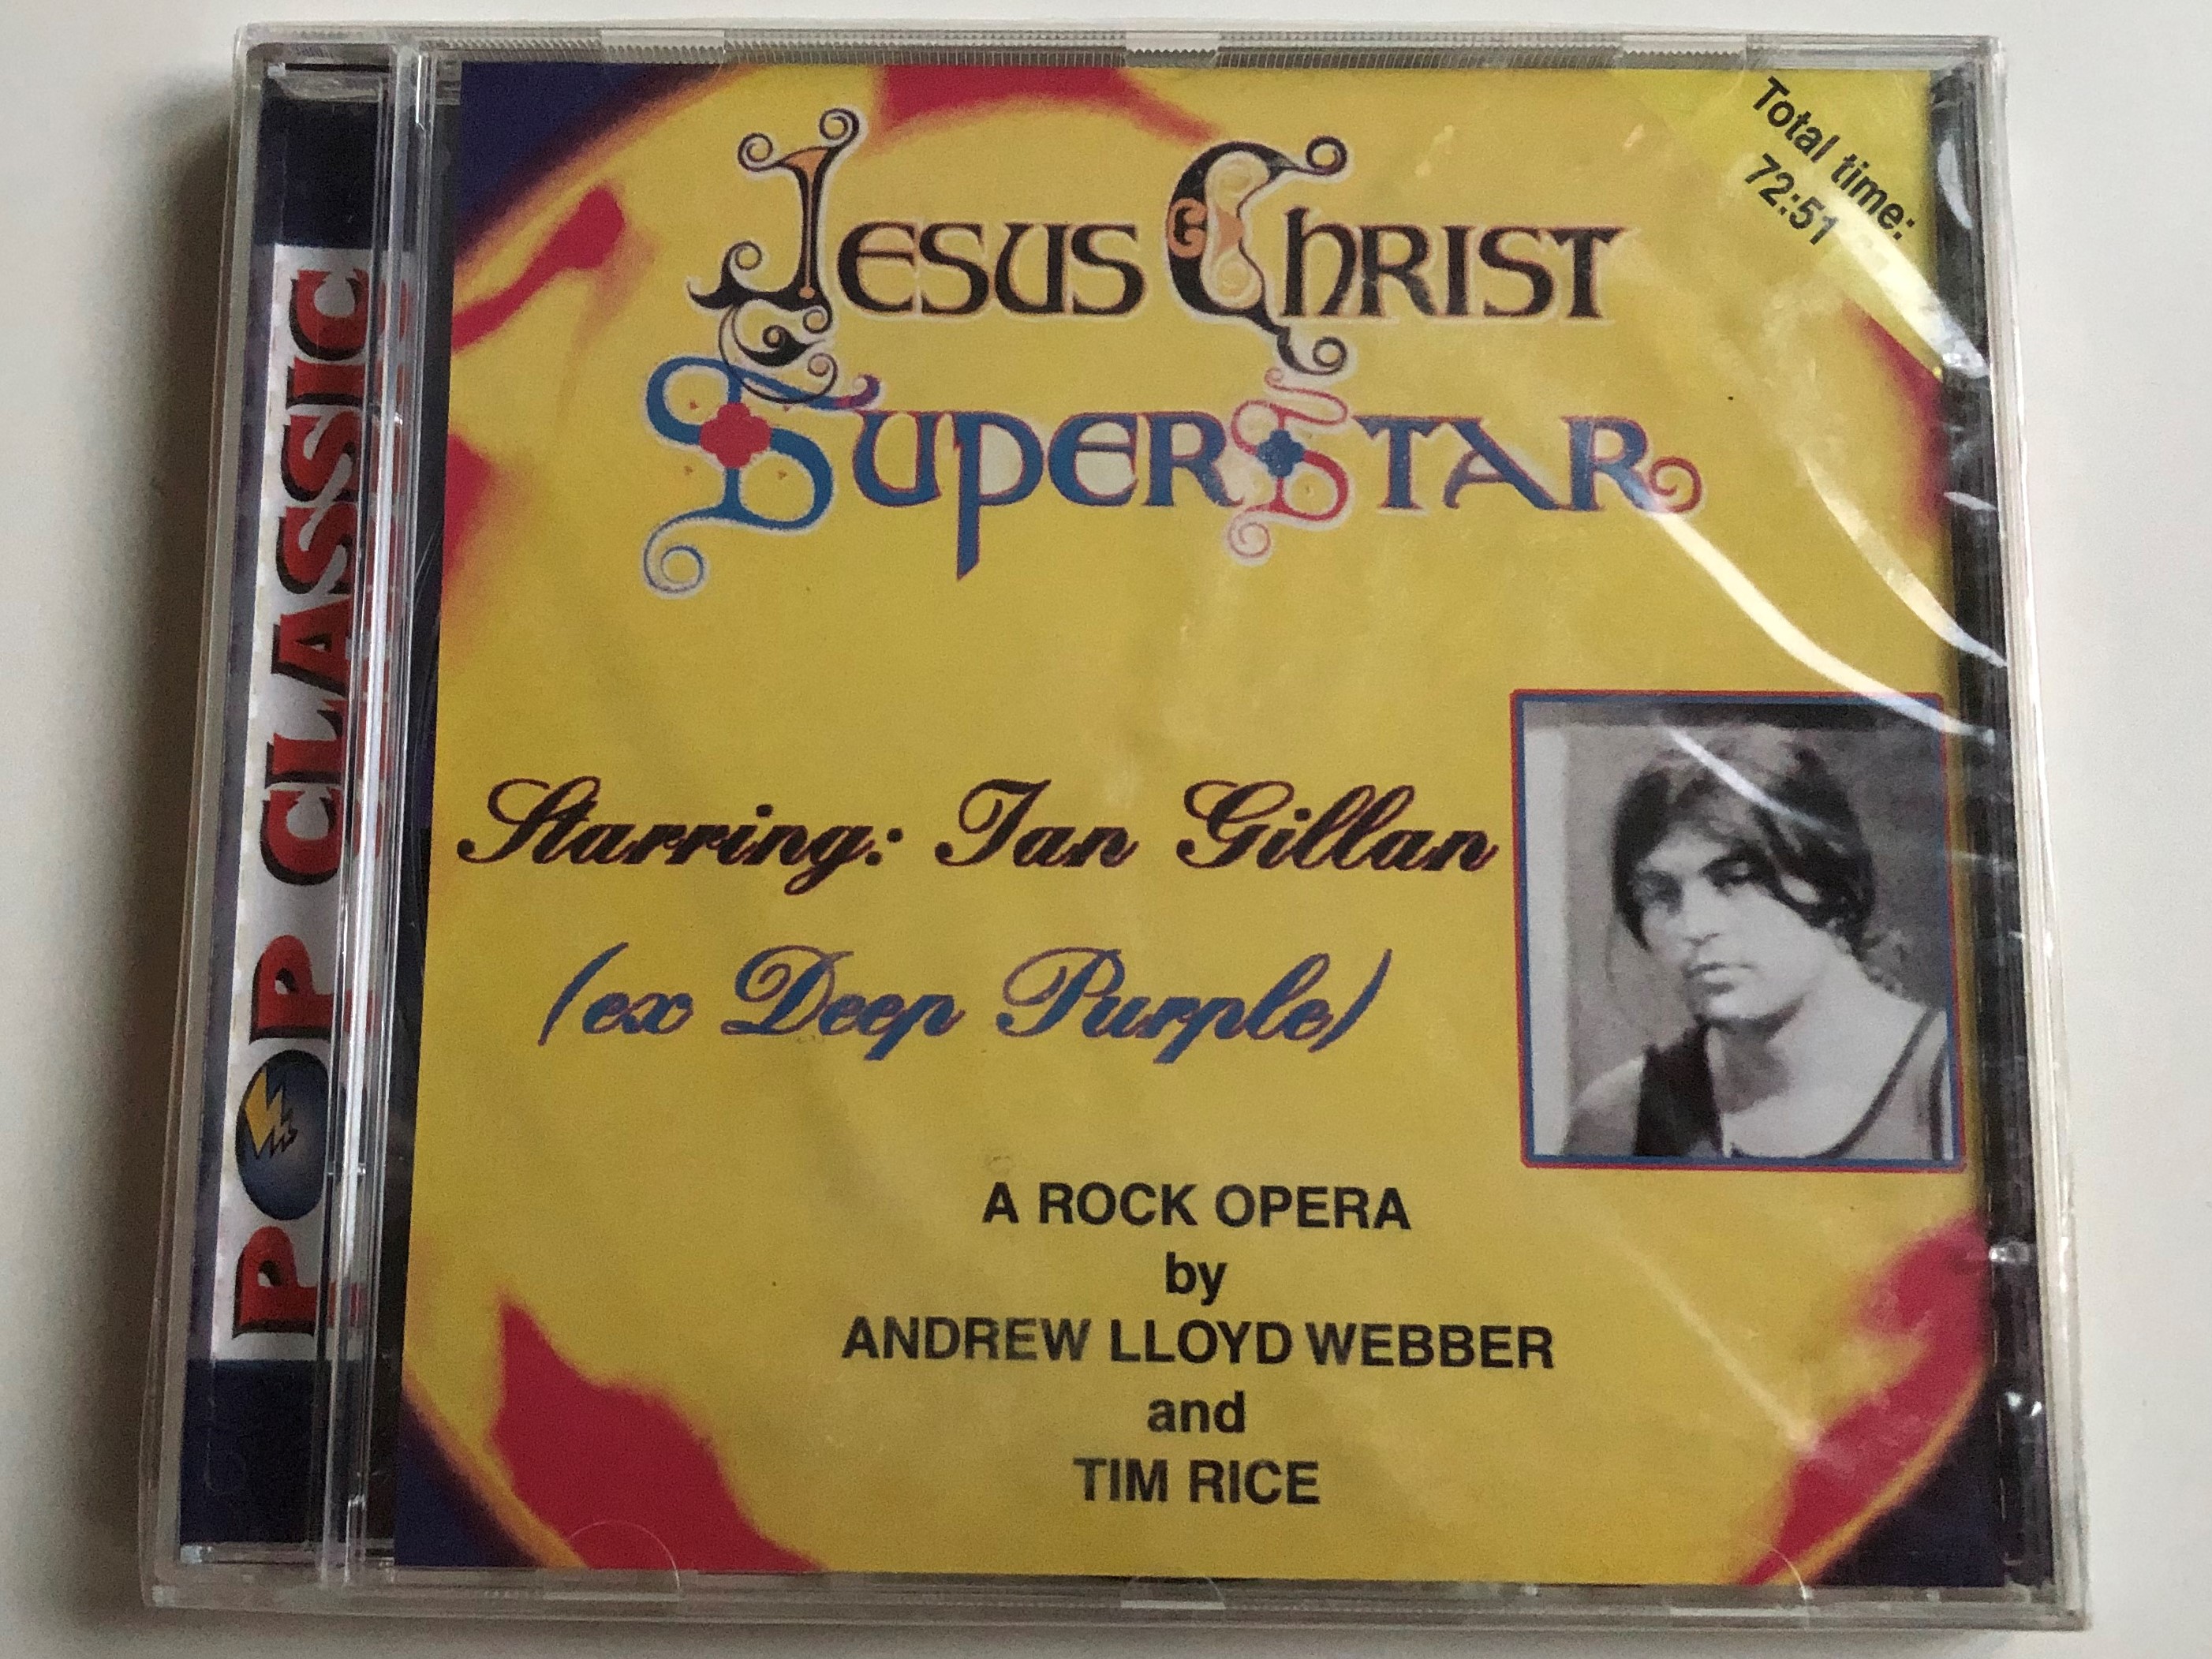 POP CLASSIC
Total time:
72:51
Jesus Christ
SuperStar
Starring: Ian Gillan
(ex Deep Purple)
A ROCK OPERA
by
ANDREW LLOYD WEBBER
and
TIM RICE